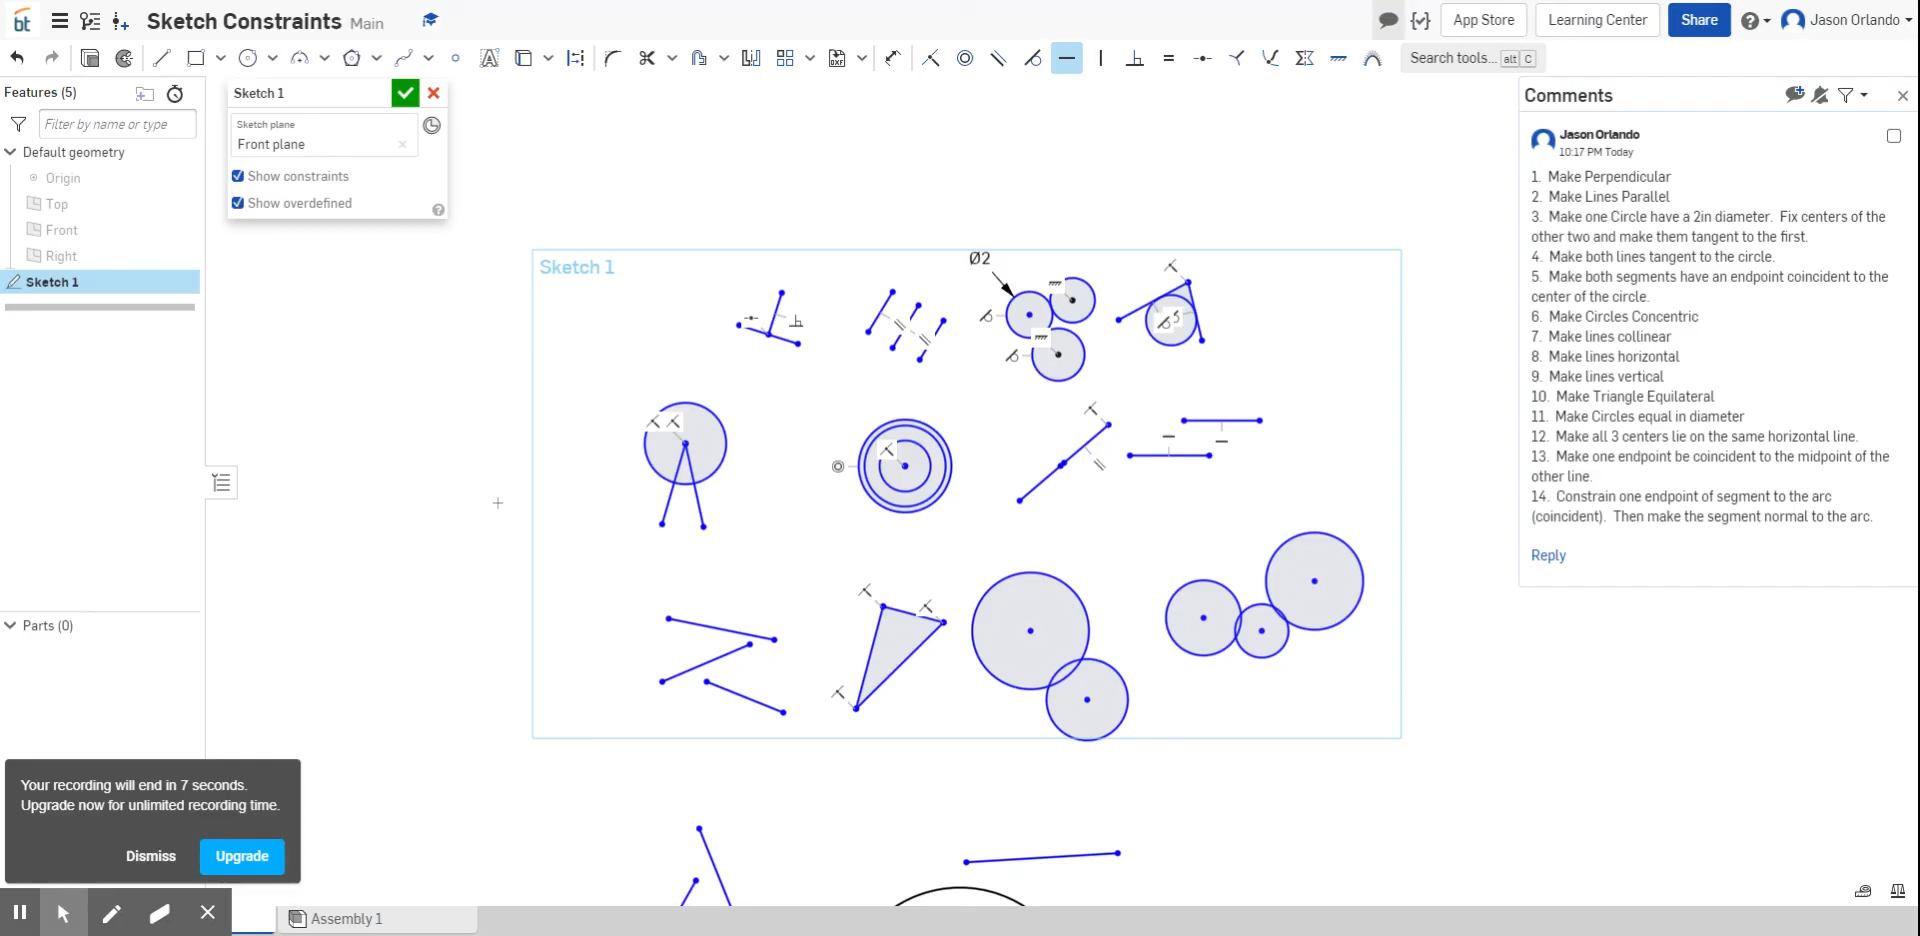 bt
Sketch Constraints Main
App Store
Learning Center
Share
Jason Orlando
Search tools... alt C
Features (5)
Filter by name or type
Default geometry
Origin
Top
Front
Right
Sketch 1
Parts (0)
Sketch 1
Sketch plane
Front plane
Show constraints
Show overdefined
Sketch 1
Ø2
Comments
Jason Orlando
10:17 PM Today
1. Make Perpendicular
2. Make Lines Parallel
3. Make one Circle have a 2in diameter. Fix centers of the
other two and make them tangent to the first.
4. Make both lines tangent to the circle.
5. Make both segments have an endpoint coincident to the
center of the circle.
6. Make Circles Concentric
7. Make lines collinear
8. Make lines horizontal
9. Make lines vertical
10. Make Triangle Equilateral
11. Make Circles equal in diameter
12. Make all 3 centers lie on the same horizontal line.
13. Make one endpoint be coincident to the midpoint of the
other line.
14. Constrain one endpoint of segment to the arc
(coincident). Then make the segment normal to the arc.
Reply
Your recording will end in 7 seconds.
Upgrade now for unlimited recording time.
Dismiss
Upgrade
Assembly 1